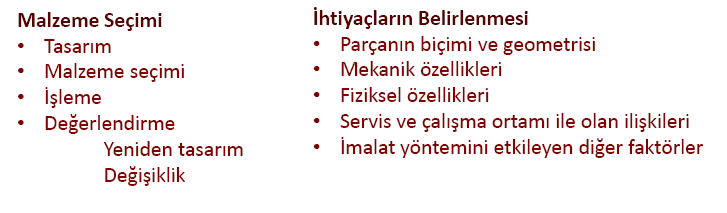 Malzeme Seçimi
• Tasarım
• Malzeme seçimi
• İşleme
• Değerlendirme
Yeniden tasarım
Değişiklik
İhtiyaçların Belirlenmesi
• Parçanın biçimi ve geometrisi
• Mekanik özellikleri
• Fiziksel özellikleri
• Servis ve çalışma ortamı ile olan ilişkileri
• İmalat yöntemini etkileyen diğer faktörler